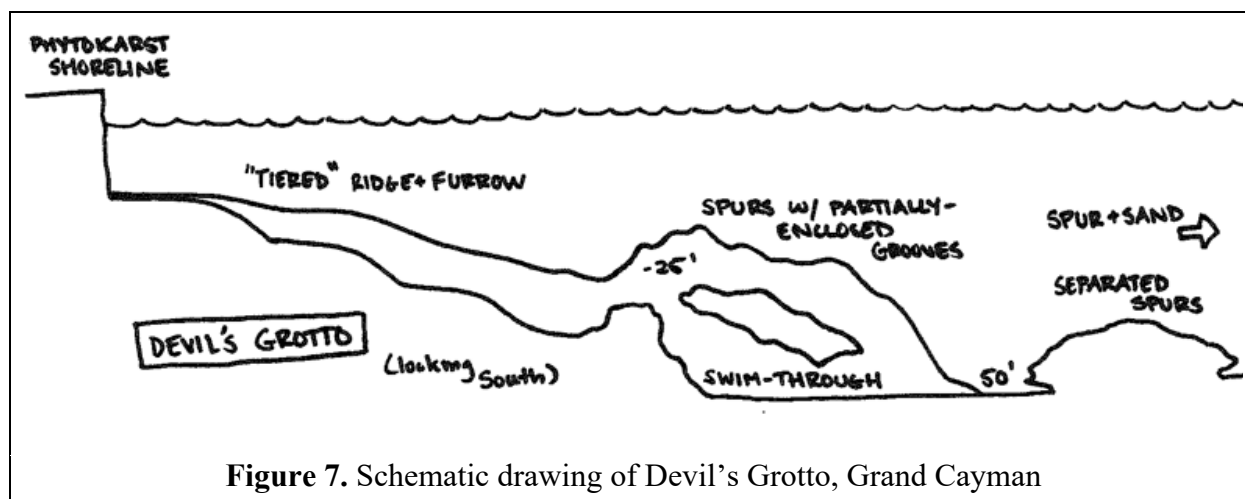 PHYTOKARST
SHORELINE
"TIERED" RIDGE + FURROW
SPURS W/ PARTIALLY-
ENCLOSED
GROOVES
-25'
SPUR + SAND
SEPARATED
SPURS
DEVIL'S GROTTO
(looking
South)
SWIM-THROUGH
50'
Figure 7. Schematic drawing of Devil's Grotto, Grand Cayman